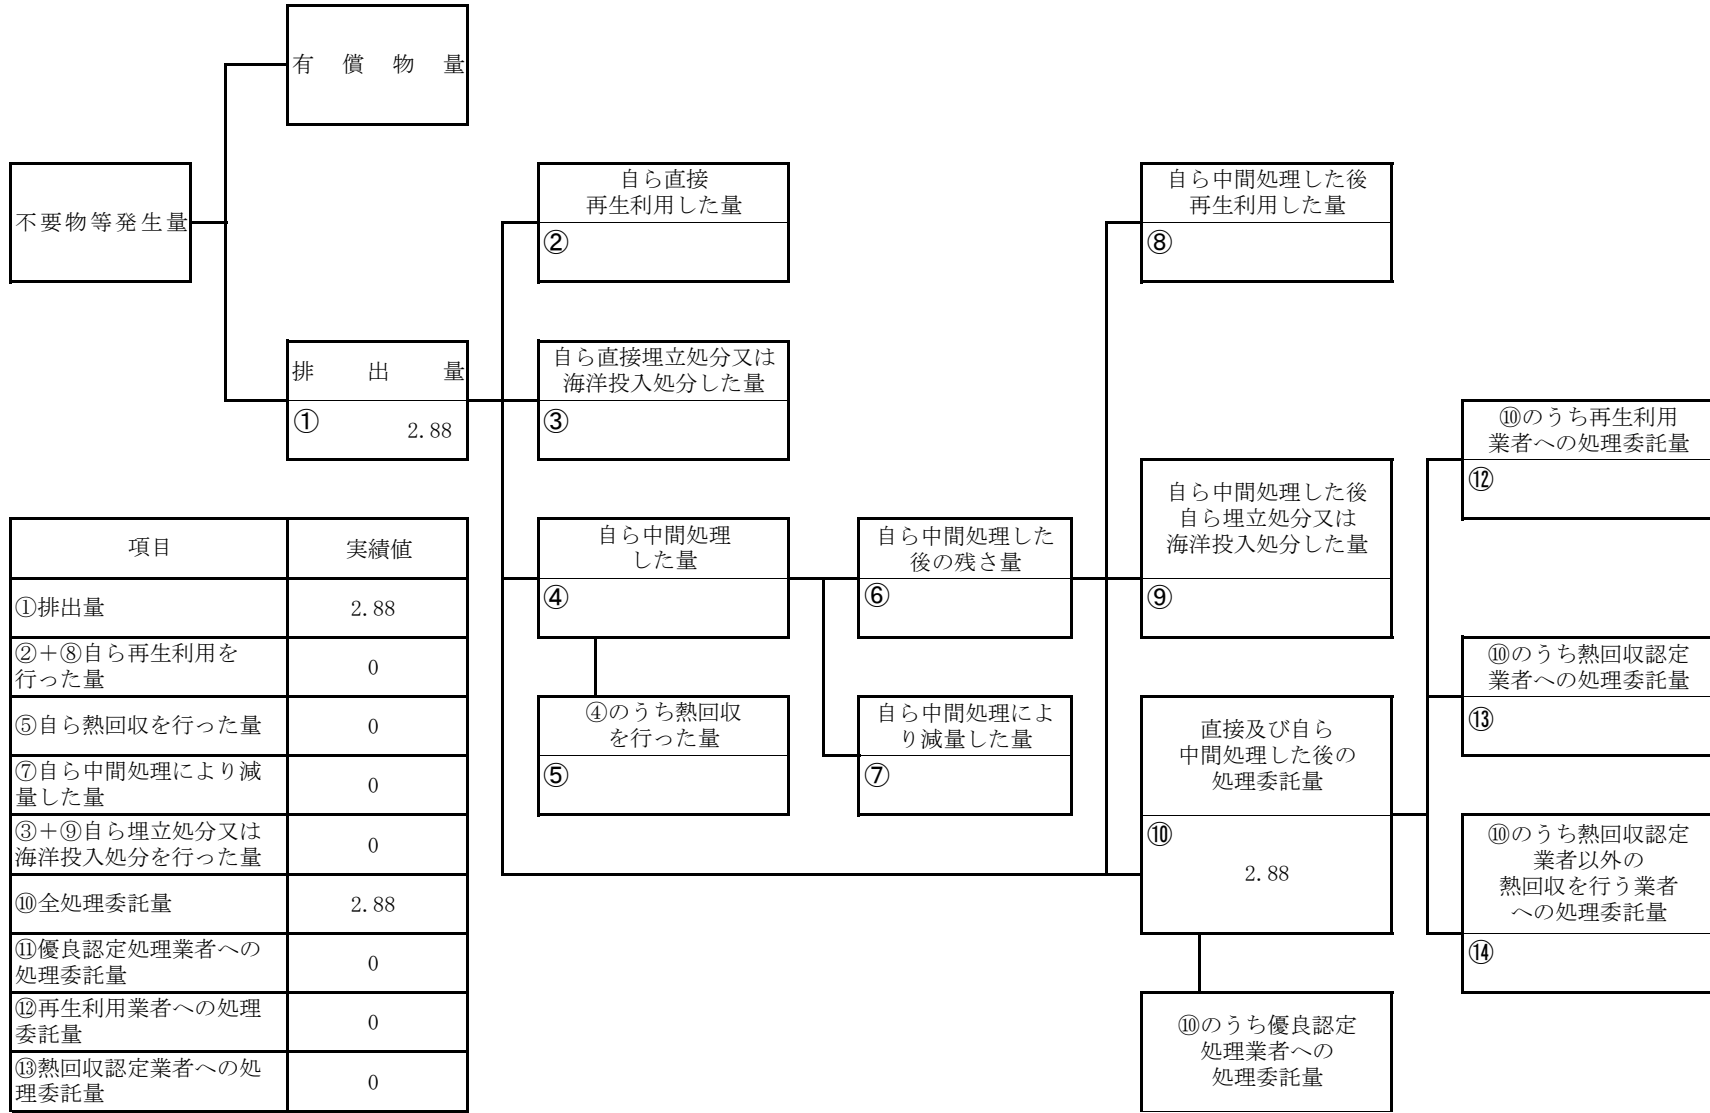 有償物量
不要物等発生量
自ら直接
再生利用した量
②
自ら中間処理した後
再生利用した量
⑧
排出量
①
2.88
自ら直接埋立処分又は
海洋投入処分した量
③
⑩のうち再生利用
業者への処理委託量
⑫
自ら中間処理
した量
④
自ら中間処理した
後の残さ量
⑥
自ら中間処理した後
自ら埋立処分又は
海洋投入処分した量
⑨
⑩のうち熱回収認定
業者への処理委託量
⑬
④のうち熱回収
を行った量
⑤
自ら中間処理によ
り減量した量
⑦
直接及び自ら
中間処理した後の
処理委託量
⑩
2.88
⑩のうち熱回収認定
業者以外の
熱回収を行う業者
への処理委託量
⑭
⑩のうち優良認定
処理業者への
処理委託量
項目 実績値
①排出量 2.88
②+⑧自ら再生利用を
行った量 0
⑤自ら熱回収を行った量 0
⑦自ら中間処理により減
量した量 0
③+⑨自ら埋立処分又は
海洋投入処分を行った量 0
⑩全処理委託量 2.88
⑪優良認定処理業者への
処理委託量 0
⑫再生利用業者への処理
委託量 0
⑬熱回収認定業者への処
理委託量 0